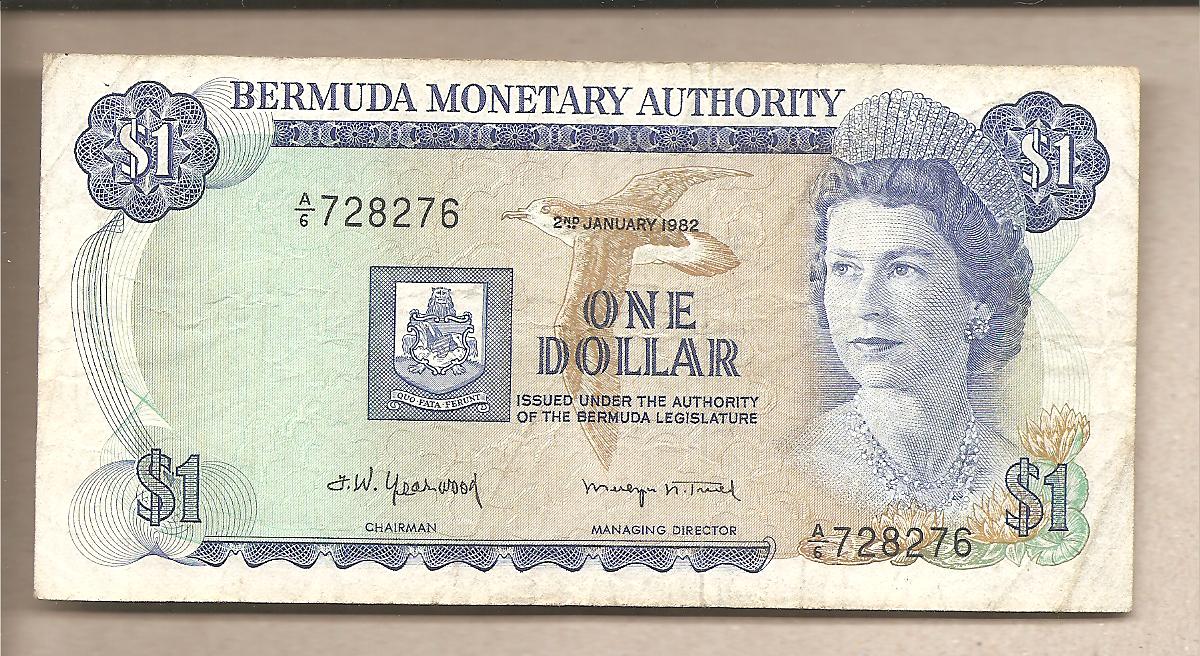 BERMUDA MONETARY AUTHORITY
$1
$1
A/6 728276
2ND JANUARY 1982
ONE
DOLLAR
QUO FATA FERUNT
ISSUED UNDER THE AUTHORITY
OF THE BERMUDA LEGISLATURE
J.W. Yearwood
CHAIRMAN
MANAGING DIRECTOR
$1
$1
A/6 728276